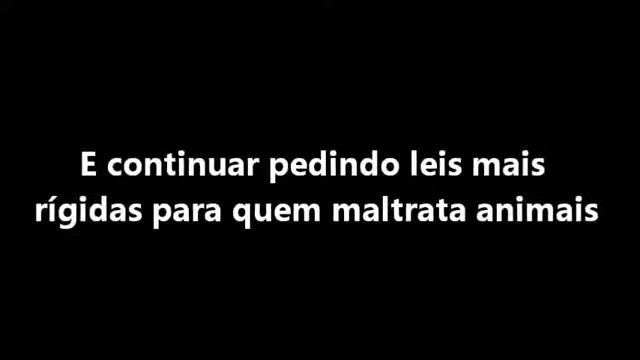 E continuar pedindo leis mais
rígidas para quem maltrata animais